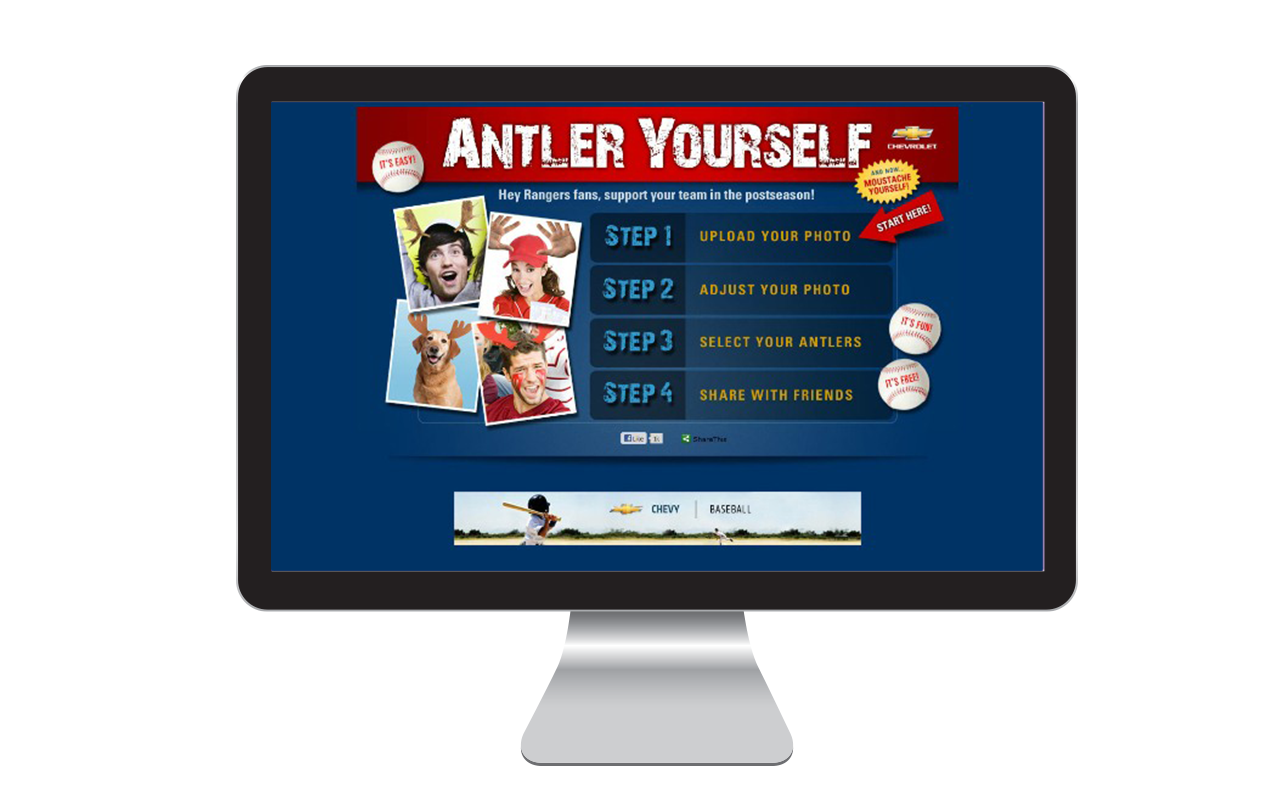 ANTLER YOURSELF
CHEVROLET
IT'S EASY!
AND NOW...
MOUSTACHE
YOURSELF!
Hey Rangers fans, support your team in the postseason!
START HERE!
STEP 1 UPLOAD YOUR PHOTO
STEP 2 ADJUST YOUR PHOTO
IT'S FUN!
STEP 3 SELECT YOUR ANTLERS
IT'S FREE!
STEP 4 SHARE WITH FRIENDS
Like 1k ShareThis
CHEVY | BASEBALL